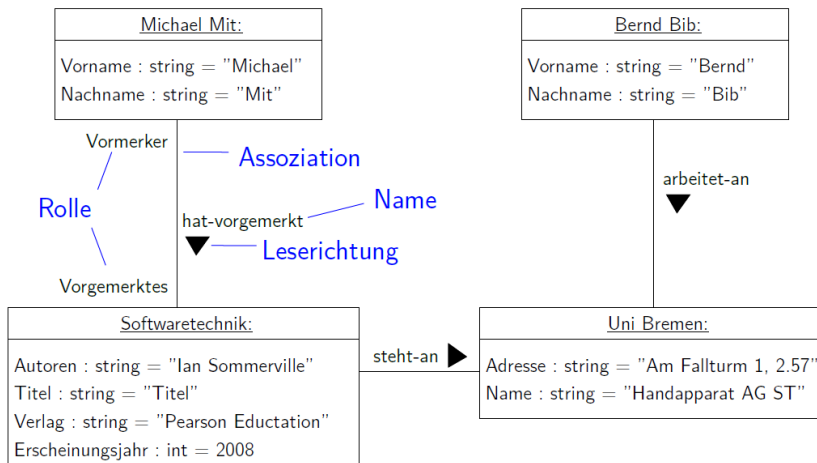 Michael Mit:
Vorname : string = "Michael"
Nachname : string = "Mit"
Bernd Bib:
Vorname : string = "Bernd"
Nachname : string = "Bib"
Vormerker
Assoziation
Rolle
Name
hat-vorgemerkt
Leserichtung
Vorgemerktes
arbeitet-an
Softwaretechnik:
Autoren : string = "Ian Sommerville"
Titel : string = "Titel"
Verlag : string = "Pearson Eductation"
Erscheinungsjahr : int = 2008
steht-an
Uni Bremen:
Adresse : string = "Am Fallturm 1, 2.57"
Name : string = "Handapparat AG ST"